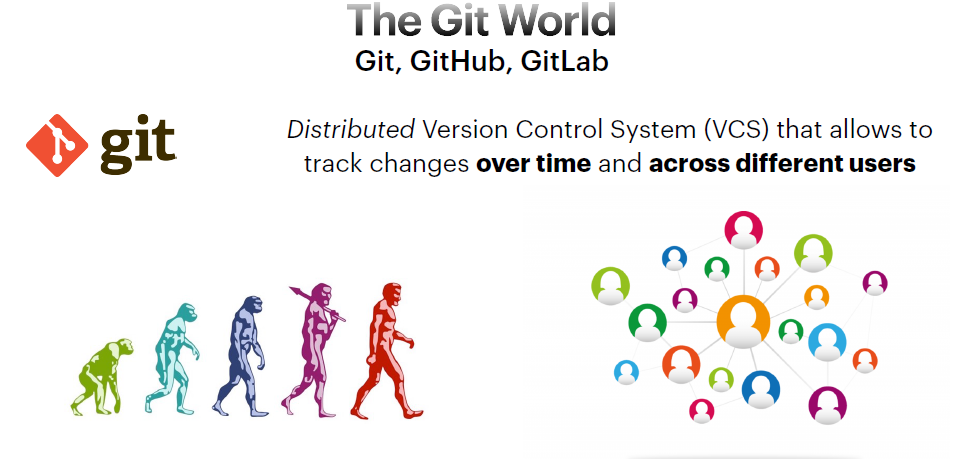 The Git World
Git, GitHub, GitLab
git
Distributed Version Control System (VCS) that allows to
track changes over time and across different users